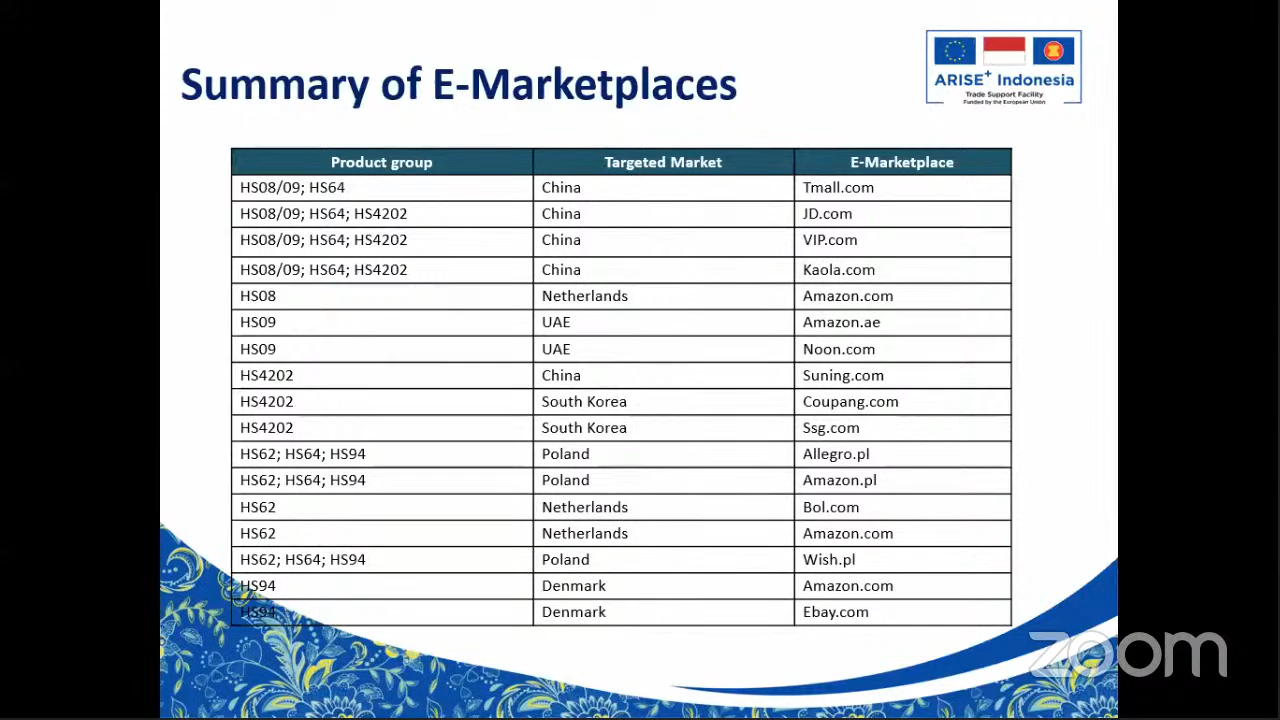 Summary of E-Marketplaces
ARISE+ Indonesia
Trade Support Facility
Funded by the European Union
Product group Targeted Market E-Marketplace
HS08/09; HS64 China Tmall.com
HS08/09; HS64; HS4202 China JD.com
HS08/09; HS64; HS4202 China VIP.com
HS08/09; HS64; HS4202 China Kaola.com
HS08 Netherlands Amazon.com
HS09 UAE Amazon.ae
HS09 UAE Noon.com
HS4202 China Suning.com
HS4202 South Korea Coupang.com
HS4202 South Korea Ssg.com
HS62; HS64; HS94 Poland Allegro.pl
HS62; HS64; HS94 Poland Amazon.pl
HS62 Netherlands Bol.com
HS62 Netherlands Amazon.com
HS62; HS64; HS94 Poland Wish.pl
HS94 Denmark Amazon.com
HS94 Denmark Ebay.com
zoom